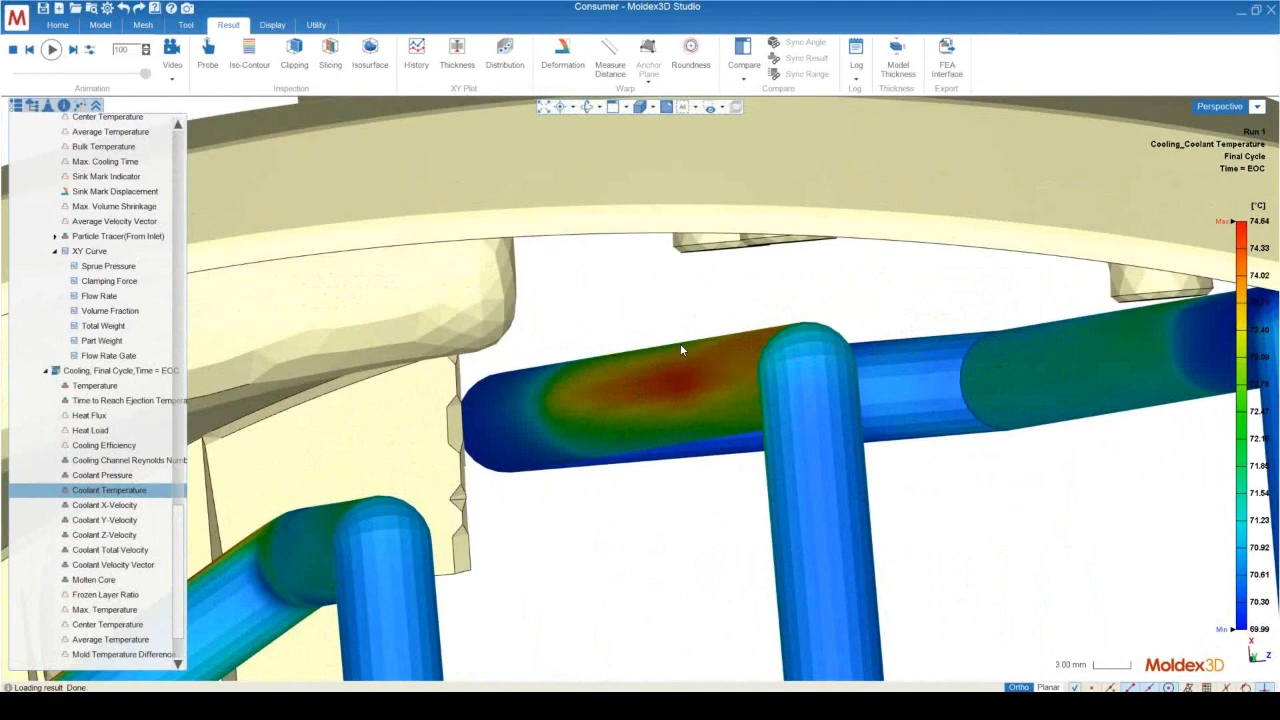 Consumer - Moldex3D Studio
M
Home Model Mesh Tool Result Display Utility
100
Video
Probe Iso-Contour Clipping Slicing Isosurface
History Thickness Distribution
Deformation Measure Distance Anchor Plane Roundness
Compare
Sync Angle
Sync Result
Sync Range
Log
Model Thickness
FEA Interface
Animation Inspection XY Plot Warp Compare Log Thickness Export
Perspective
Center Temperature
Average Temperature
Bulk Temperature
Max. Cooling Time
Sink Mark Indicator
Sink Mark Displacement
Max. Volume Shrinkage
Average Velocity Vector
Particle Tracer(From Inlet)
XY Curve
Sprue Pressure
Clamping Force
Flow Rate
Volume Fraction
Total Weight
Part Weight
Flow Rate Gate
Cooling, Final Cycle,Time = EOC
Temperature
Time to Reach Ejection Tempera
Heat Flux
Heat Load
Cooling Efficiency
Cooling Channel Reynolds Numb
Coolant Pressure
Coolant Temperature
Coolant X-Velocity
Coolant Y-Velocity
Coolant Z-Velocity
Coolant Total Velocity
Coolant Velocity Vector
Molten Core
Frozen Layer Ratio
Max. Temperature
Center Temperature
Average Temperature
Mold Temperature Difference
Run 1
Cooling_Coolant Temperature
Final Cycle
Time = EOC
[°C]
Max 74.64
74.33
74.02
73.40
72.47
71.85
71.54
71.23
70.92
70.61
70.30
Min 69.99
X
Y
Z
3.00 mm
Moldex3D
Loading result Done.
Ortho Planar